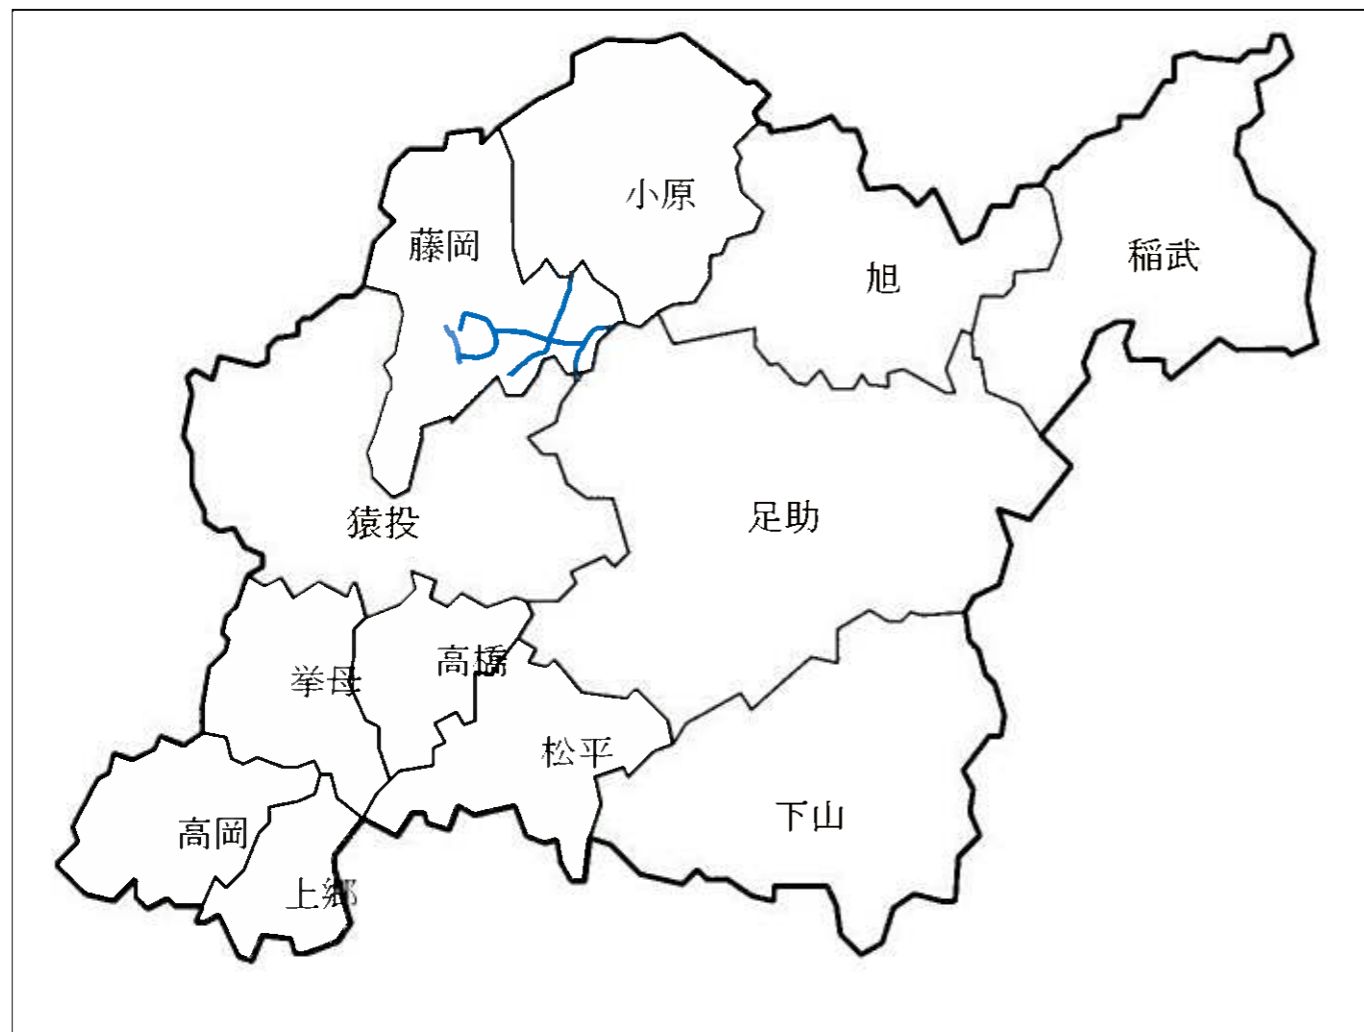 小原
藤岡
稲武
旭
足助
猿投
高橋
挙母
松平
下山
高岡
上郷